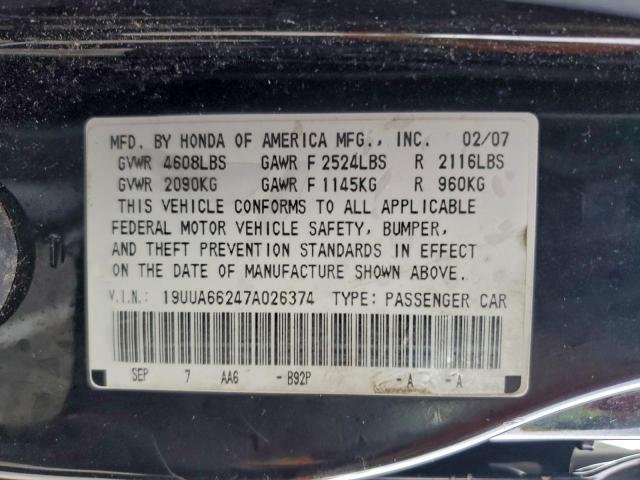 MFD. BY HONDA OF AMERICA MFG., INC. 02/07
GVWR 4608LBS GAWR F 2524LBS R 2116LBS
GVWR 2090KG GAWR F 1145KG R 960KG
THIS VEHICLE CONFORMS TO ALL APPLICABLE
FEDERAL MOTOR VEHICLE SAFETY, BUMPER,
AND THEFT PREVENTION STANDARDS IN EFFECT
ON THE DATE OF MANUFACTURE SHOWN ABOVE.
V.I.N.: 19UUA66247A026374 TYPE: PASSENGER CAR
SEP 7 AA6 -B92P -A -A